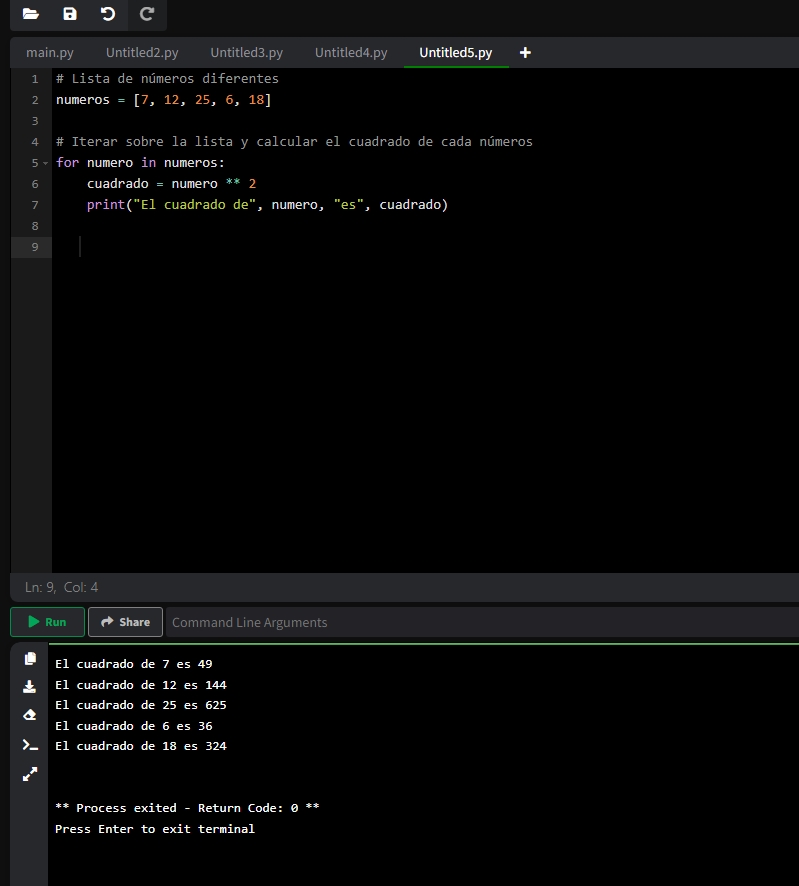 main.py Untitled2.py Untitled3.py Untitled4.py Untitled5.py +
1 # Lista de números diferentes
2 numeros = [7, 12, 25, 6, 18]
3
4 # Iterar sobre la lista y calcular el cuadrado de cada números
5 for numero in numeros:
6 cuadrado = numero ** 2
7 print("El cuadrado de", numero, "es", cuadrado)
8
9
Ln: 9, Col: 4
Run Share Command Line Arguments
El cuadrado de 7 es 49
El cuadrado de 12 es 144
El cuadrado de 25 es 625
El cuadrado de 6 es 36
El cuadrado de 18 es 324
** Process exited - Return Code: 0 **
Press Enter to exit terminal